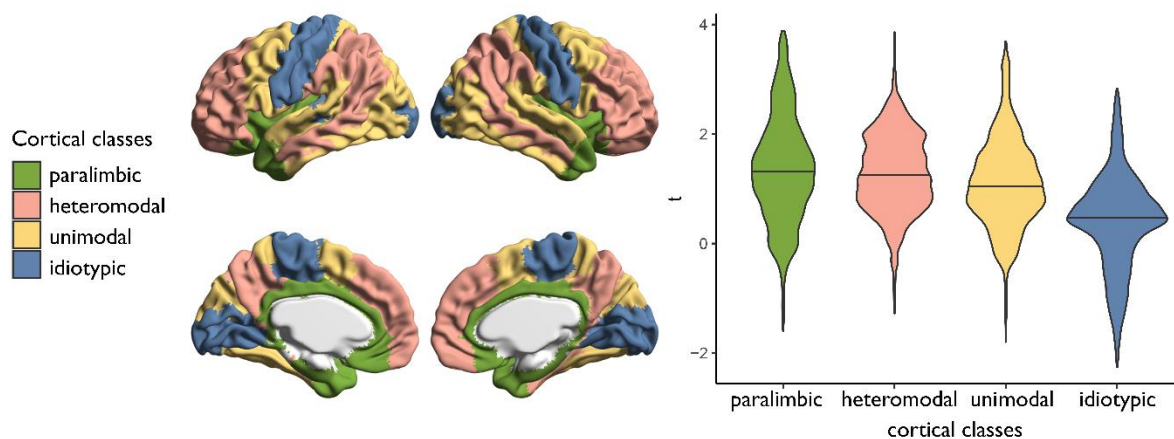 Cortical classes
paralimbic
heteromodal
unimodal
idiotypic
t
4
2
0
−2
paralimbic heteromodal unimodal idiotypic
cortical classes